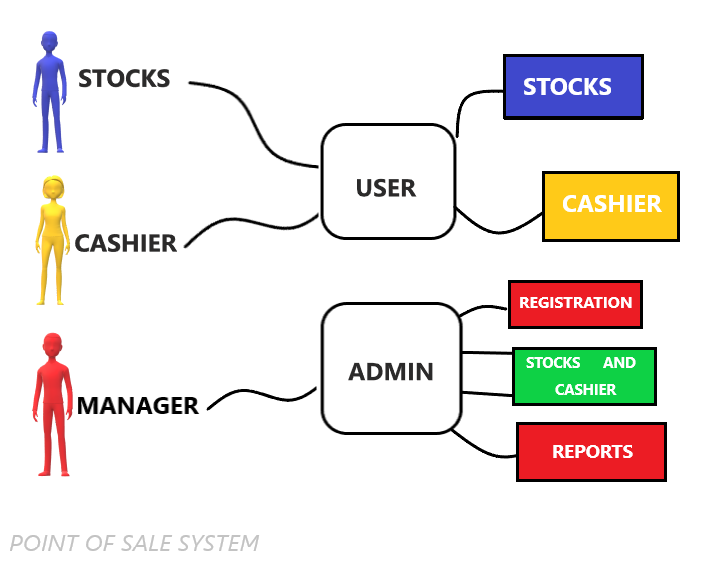 STOCKS
STOCKS
USER
CASHIER
CASHIER
REGISTRATION
ADMIN
STOCKS AND
CASHIER
MANAGER
REPORTS
POINT OF SALE SYSTEM